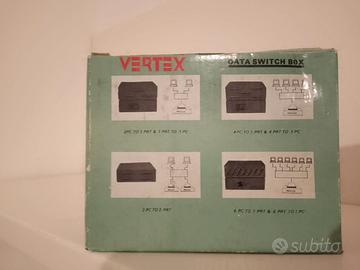 VERTEX
DATA SWITCH BOX
2PC TO 1 PRT & 1 PRT TO 1 PC
4 PC TO 1 PRT & 4 PRT TO 1 PC
2 PC TO 2 PRT
6 PC TO 1 PRT & 6 PRT TO 1 PC
subito